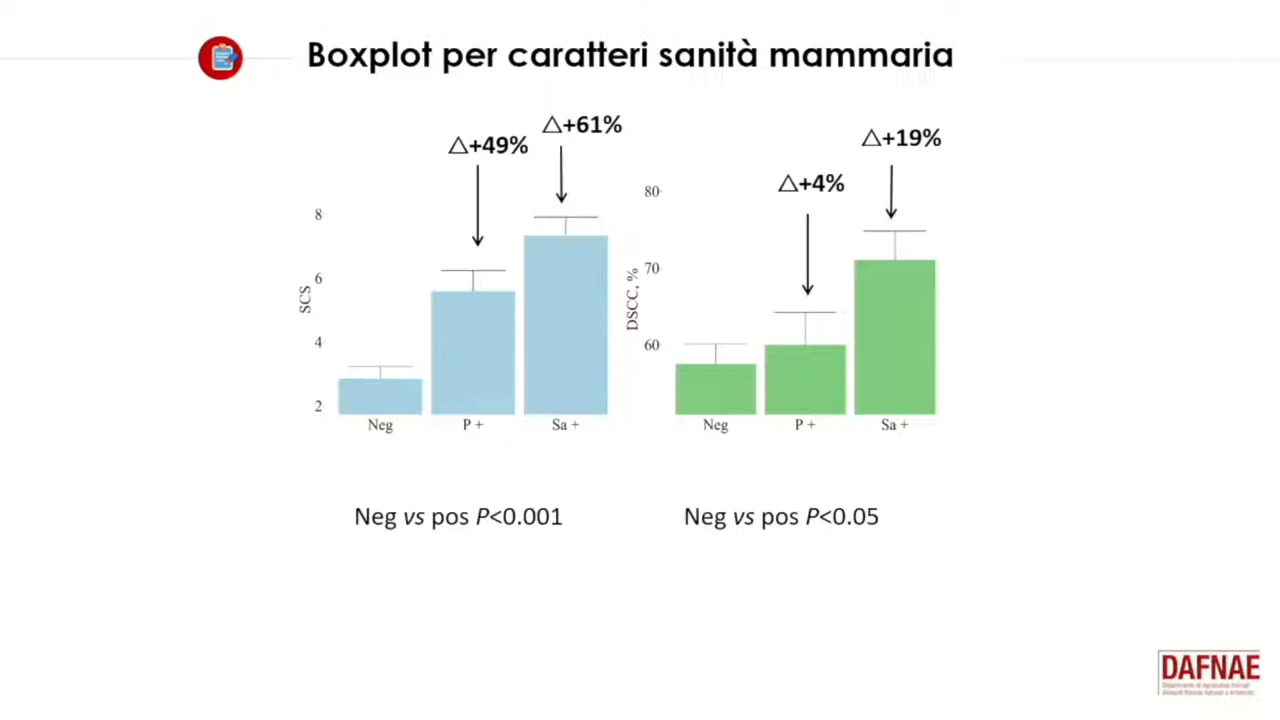 Boxplot per caratteri sanità mammaria
△+49%
△+61%
8
6
4
2
SCS
Neg
P +
Sa +
△+4%
△+19%
80
70
60
DSCC, %
Neg
P +
Sa +
Neg vs pos P<0.001
Neg vs pos P<0.05
DAFNAE